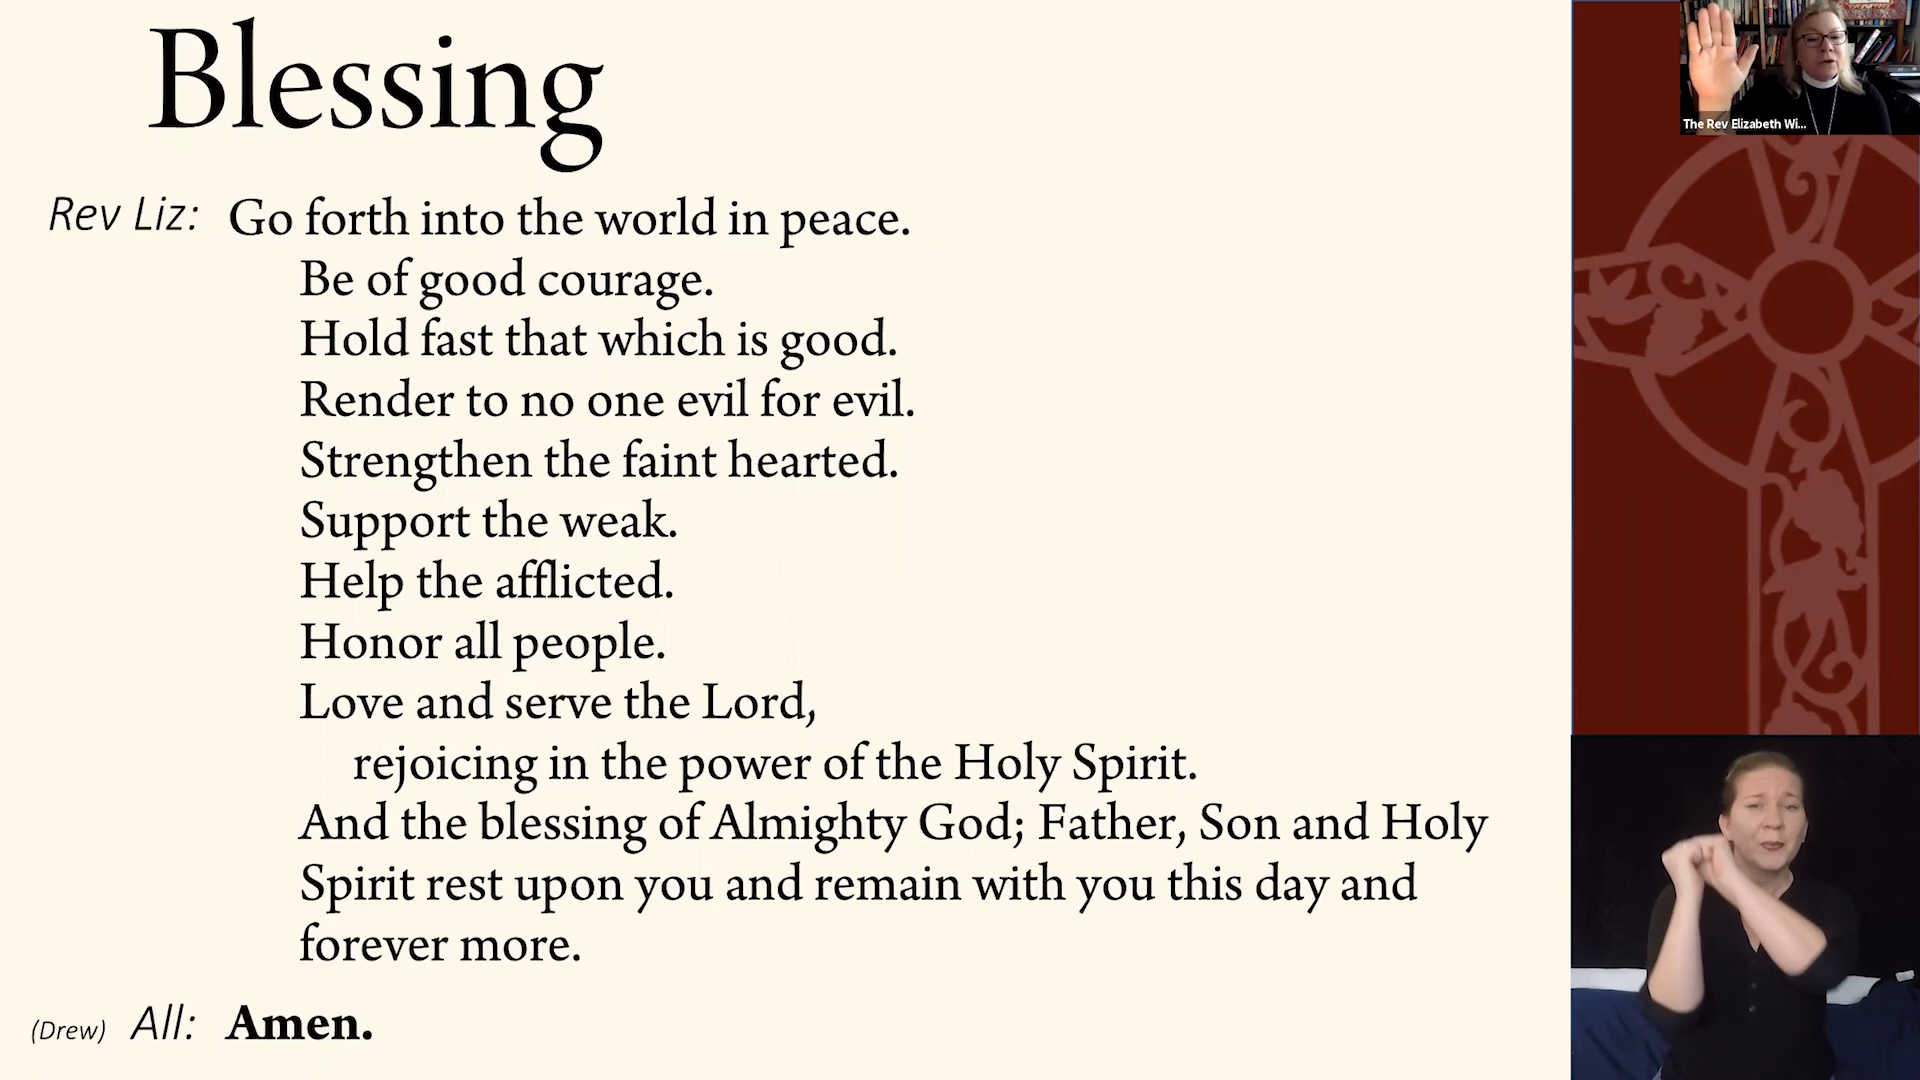 Blessing
The Rev Elizabeth Wi...
Rev Liz: Go forth into the world in peace.
Be of good courage.
Hold fast that which is good.
Render to no one evil for evil.
Strengthen the faint hearted.
Support the weak.
Help the afflicted.
Honor all people.
Love and serve the Lord,
rejoicing in the power of the Holy Spirit.
And the blessing of Almighty God; Father, Son and Holy
Spirit rest upon you and remain with you this day and
forever more.
(Drew) All: Amen.